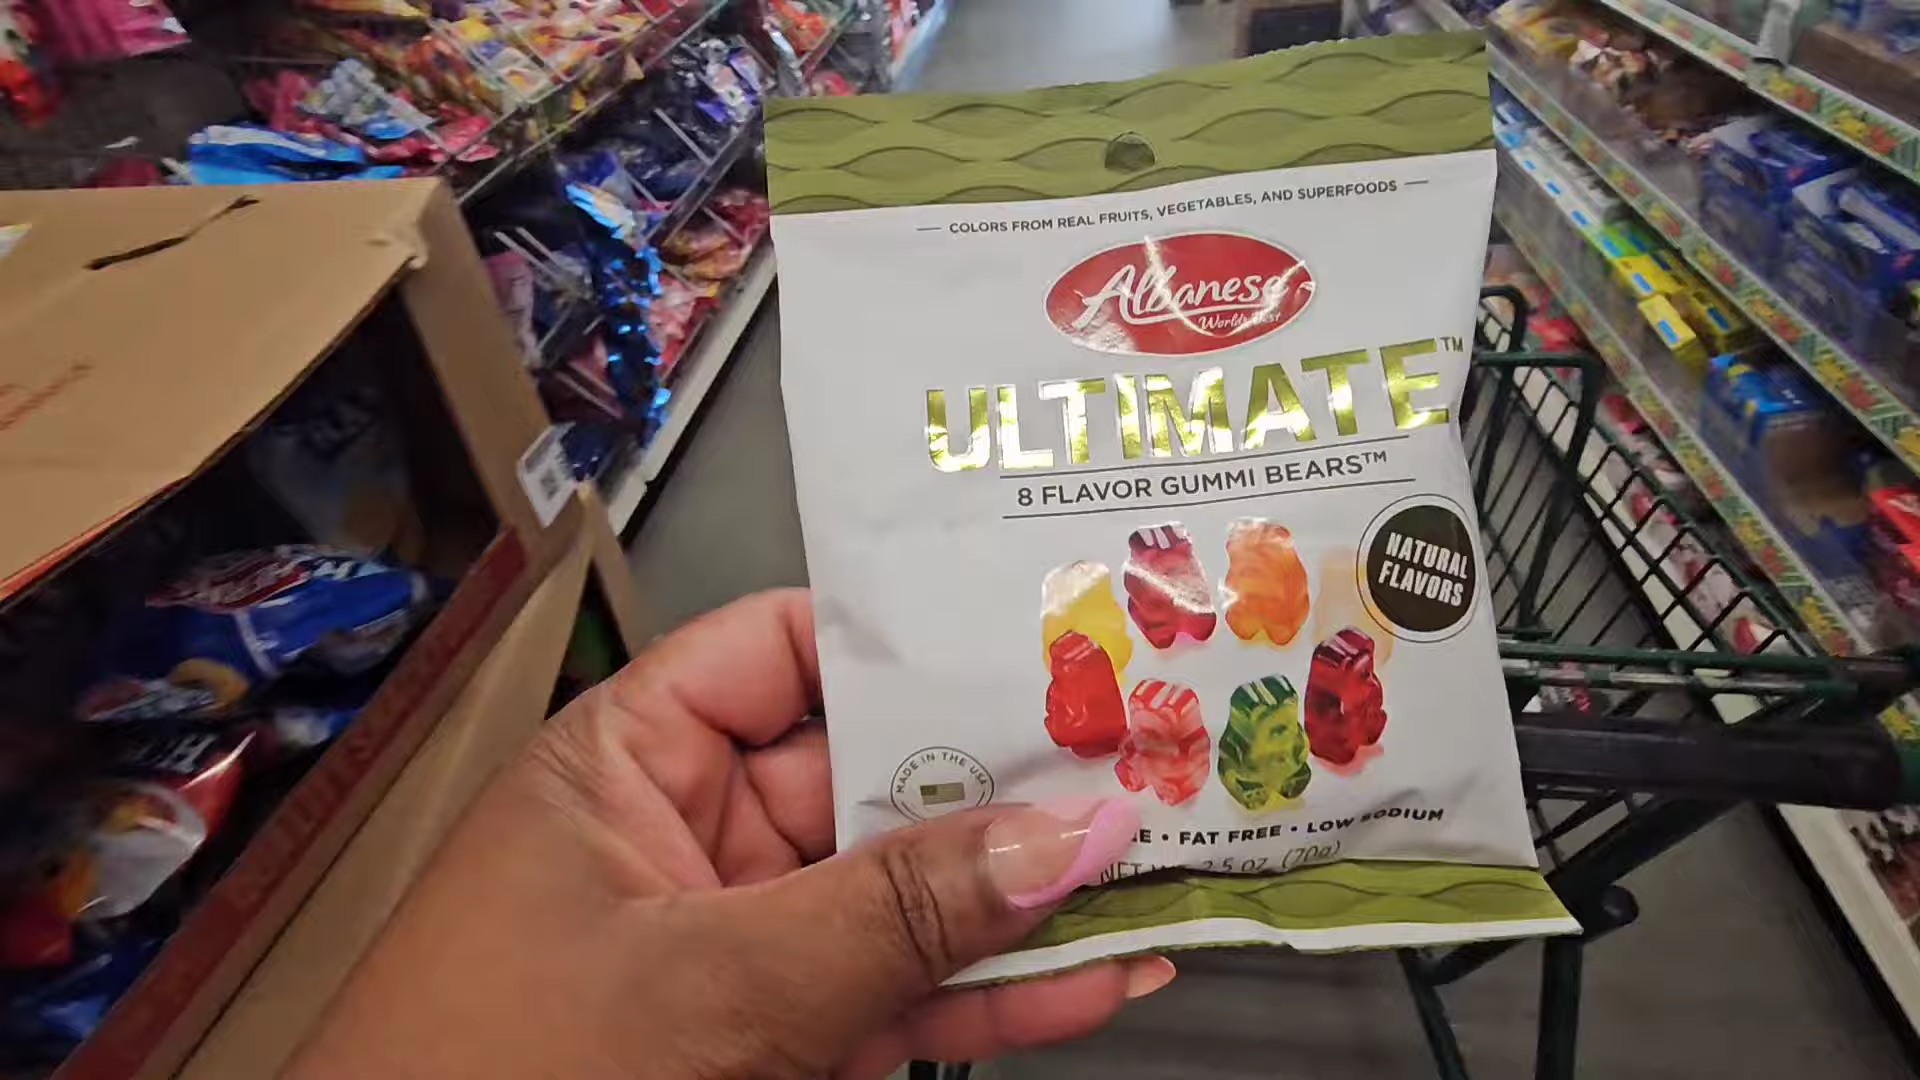 COLORS FROM REAL FRUITS, VEGETABLES, AND SUPERFOODS
Albanese
World's Best
ULTIMATE™
8 FLAVOR GUMMI BEARS™
NATURAL
FLAVORS
MADE IN THE USA
E • FAT FREE • LOW SODIUM
NET 2.5 oz (70g)